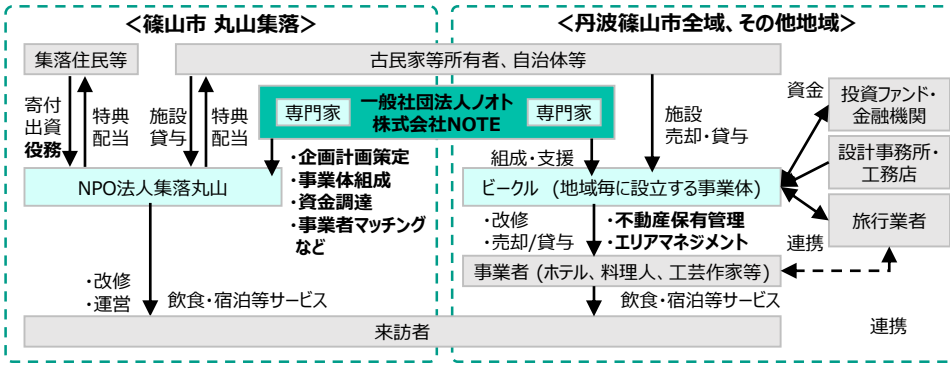 ＜篠山市 丸山集落＞
集落住民等
古民家等所有者、自治体等
寄付
出資
役務
特典
配当
施設
貸与
特典
配当
専門家
一般社団法人ノオト
株式会社NOTE
専門家
・企画計画策定
・事業体組成
・資金調達
・事業者マッチング
など
NPO法人集落丸山
・改修
・運営
飲食・宿泊等サービス
来訪者
＜丹波篠山市全域、その他地域＞
施設
売却・貸与
組成・支援
ビークル (地域毎に設立する事業体)
・改修
・売却/貸与
・不動産保有管理
・エリアマネジメント
事業者 (ホテル、料理人、工芸作家等)
飲食・宿泊等サービス
資金
投資ファンド・
金融機関
設計事務所・
工務店
旅行業者
連携
連携